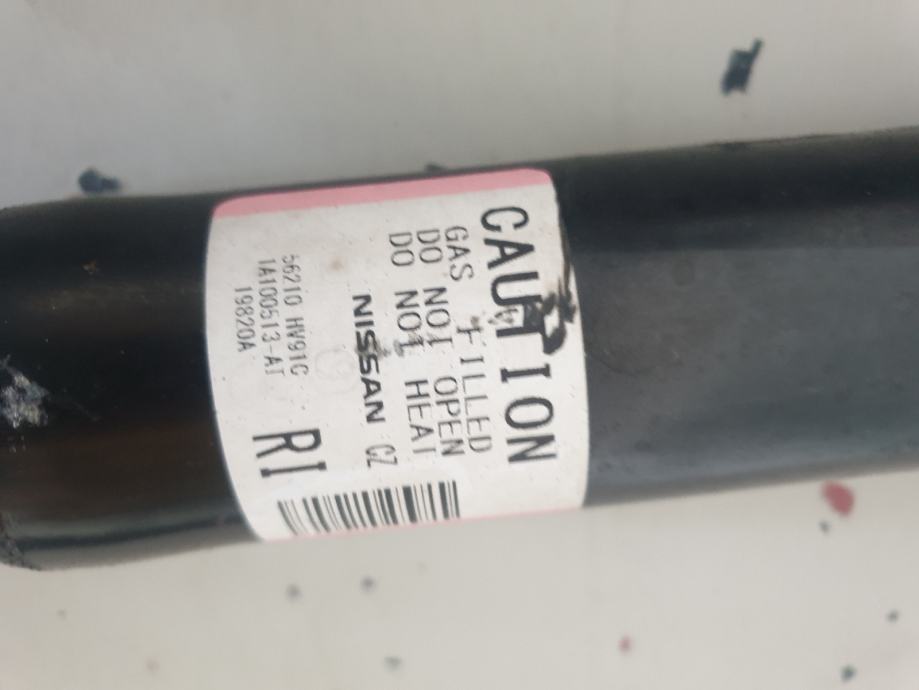 CAUTION
GAS FILLED
DO NOT OPEN
DO NOT HEAT
NISSAN CZ
56210 HV91C
1A100513-AT
19820A
RI